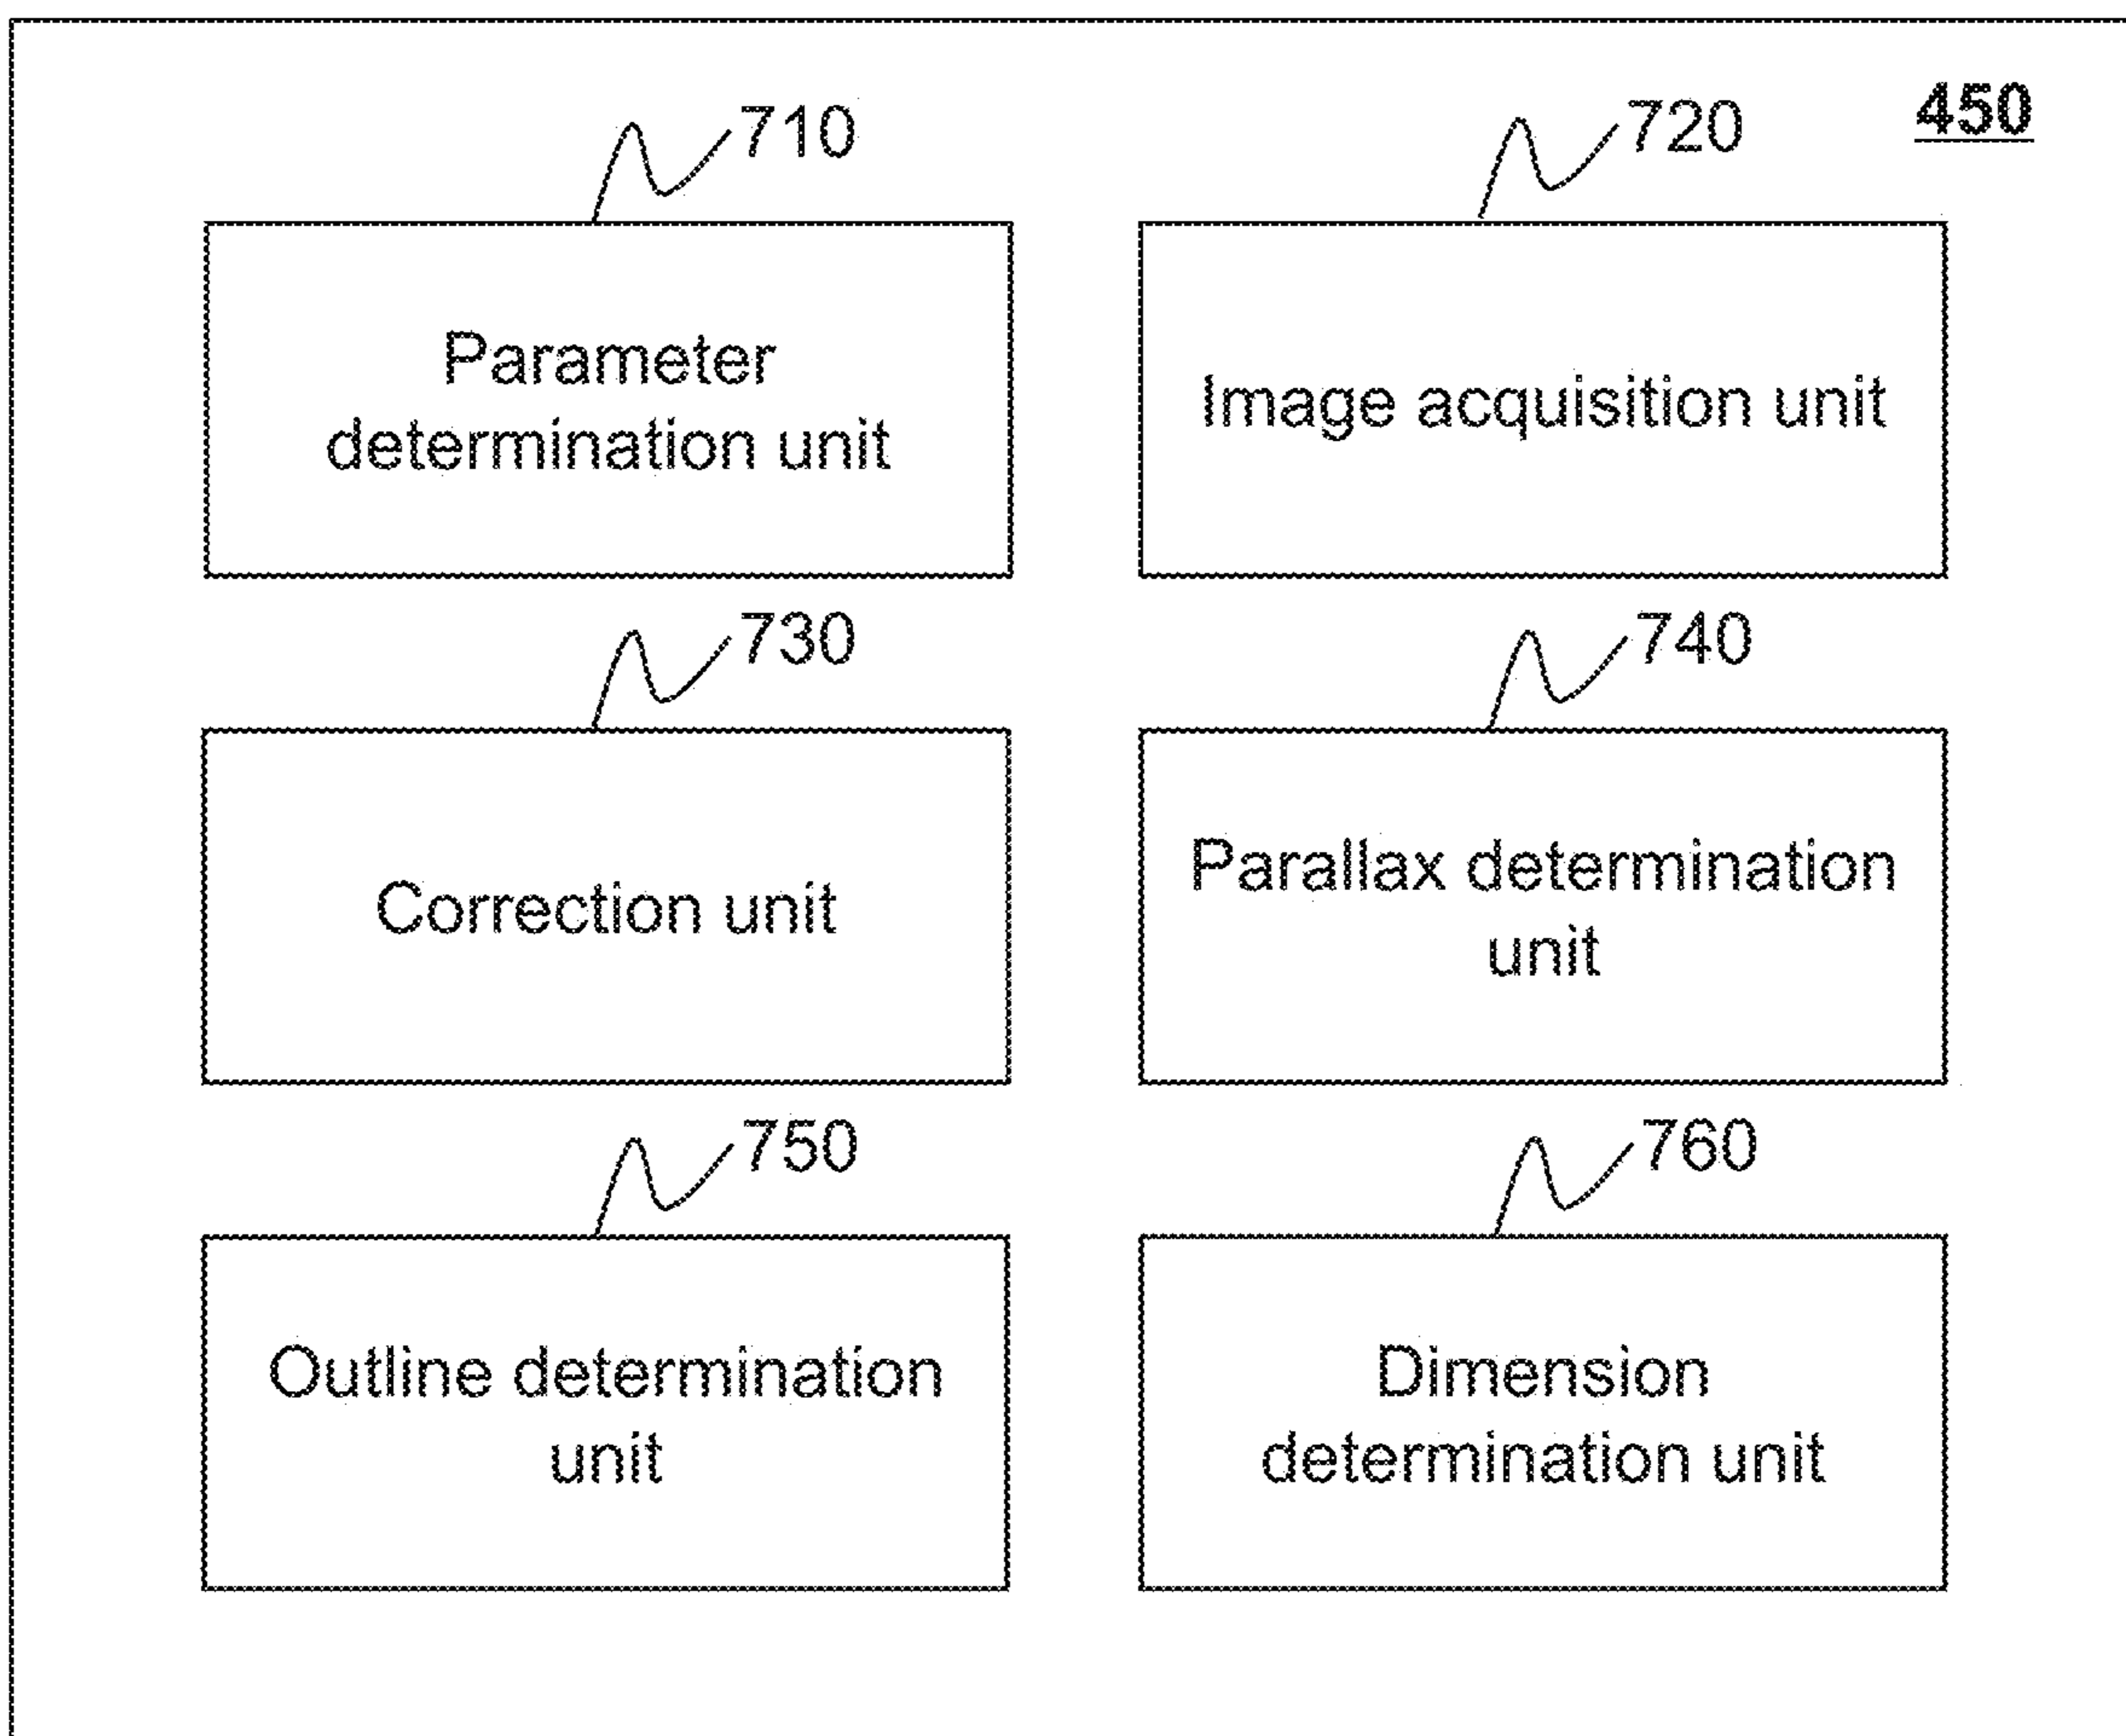 450
710
720
Parameter
determination unit
Image acquisition unit
730
740
Correction unit
Parallax determination
unit
750
760
Outline determination
unit
Dimension
determination unit